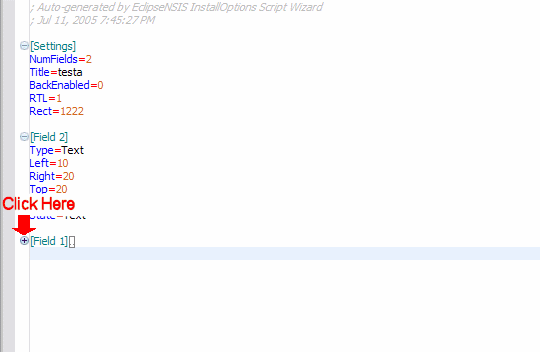 ; Auto-generated by EclipseNSIS InstallOptions Script Wizard
; Jul 11, 2005 7:45:27 PM
[Settings]
NumFields=2
Title=testa
BackEnabled=0
RTL=1
Rect=1222
[Field 2]
Type=Text
Left=10
Right=20
Top=20
Click Here
State=Text
[Field 1]